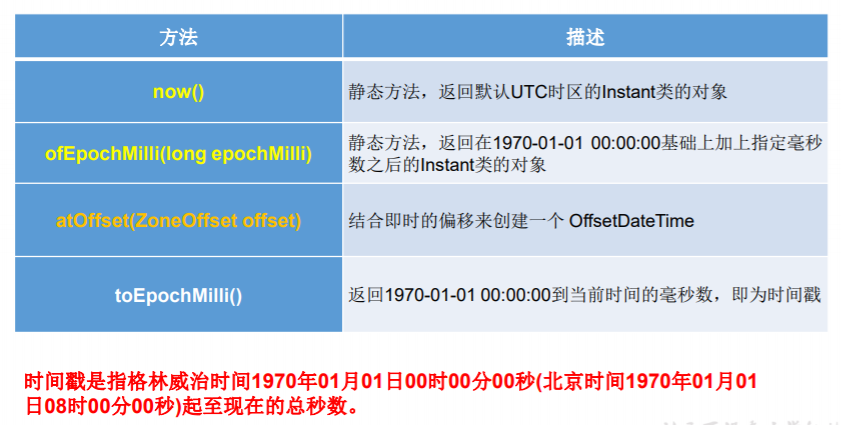 方法
描述
now()
静态方法，返回默认UTC时区的Instant类的对象
ofEpochMilli(long epochMilli)
静态方法，返回在1970-01-01 00:00:00基础上加上指定毫秒
数之后的Instant类的对象
atOffset(ZoneOffset offset)
结合即时的偏移来创建一个 OffsetDateTime
toEpochMilli()
返回1970-01-01 00:00:00到当前时间的毫秒数，即为时间戳
时间戳是指格林威治时间1970年01月01日00时00分00秒(北京时间1970年01月01
日08时00分00秒)起至现在的总秒数。